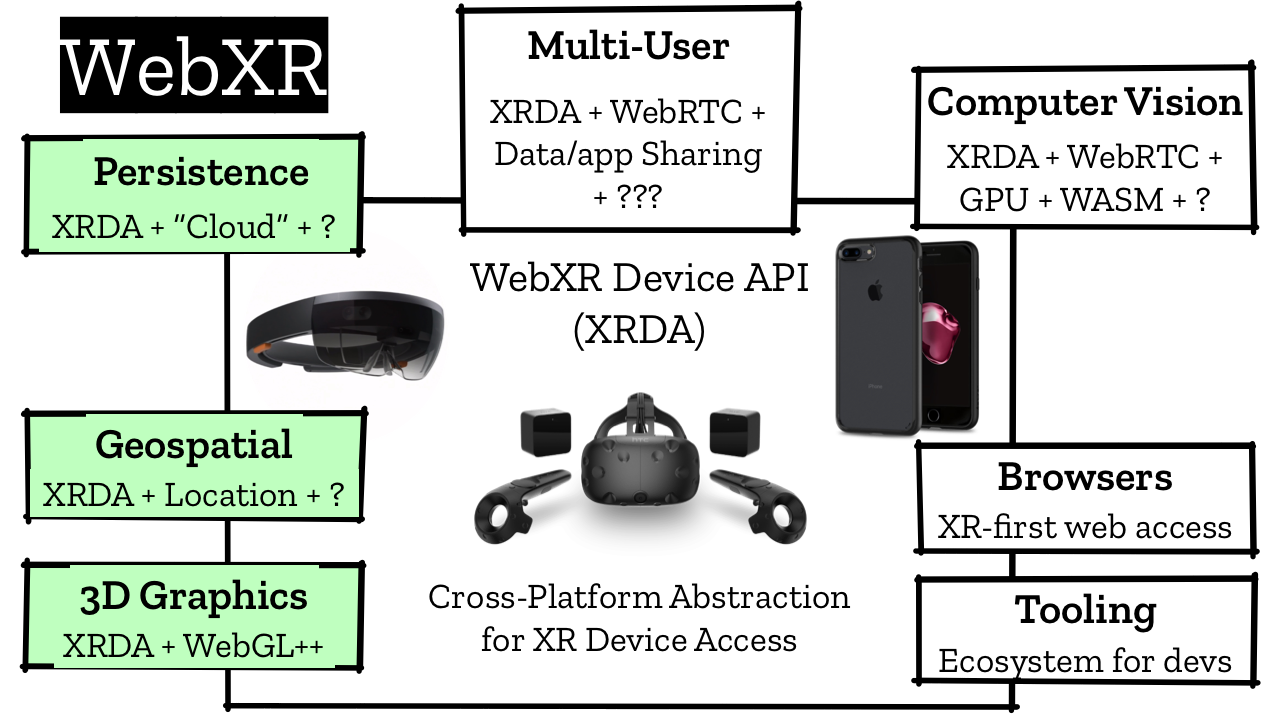 WebXR
Multi-User
XRDA + WebRTC +
Data/app Sharing
+ ???
Computer Vision
XRDA + WebRTC +
GPU + WASM + ?
Persistence
XRDA + “Cloud” + ?
WebXR Device API
(XRDA)
Geospatial
XRDA + Location + ?
Browsers
XR-first web access
3D Graphics
XRDA + WebGL++
Cross-Platform Abstraction
for XR Device Access
Tooling
Ecosystem for devs
iPhone
HTC